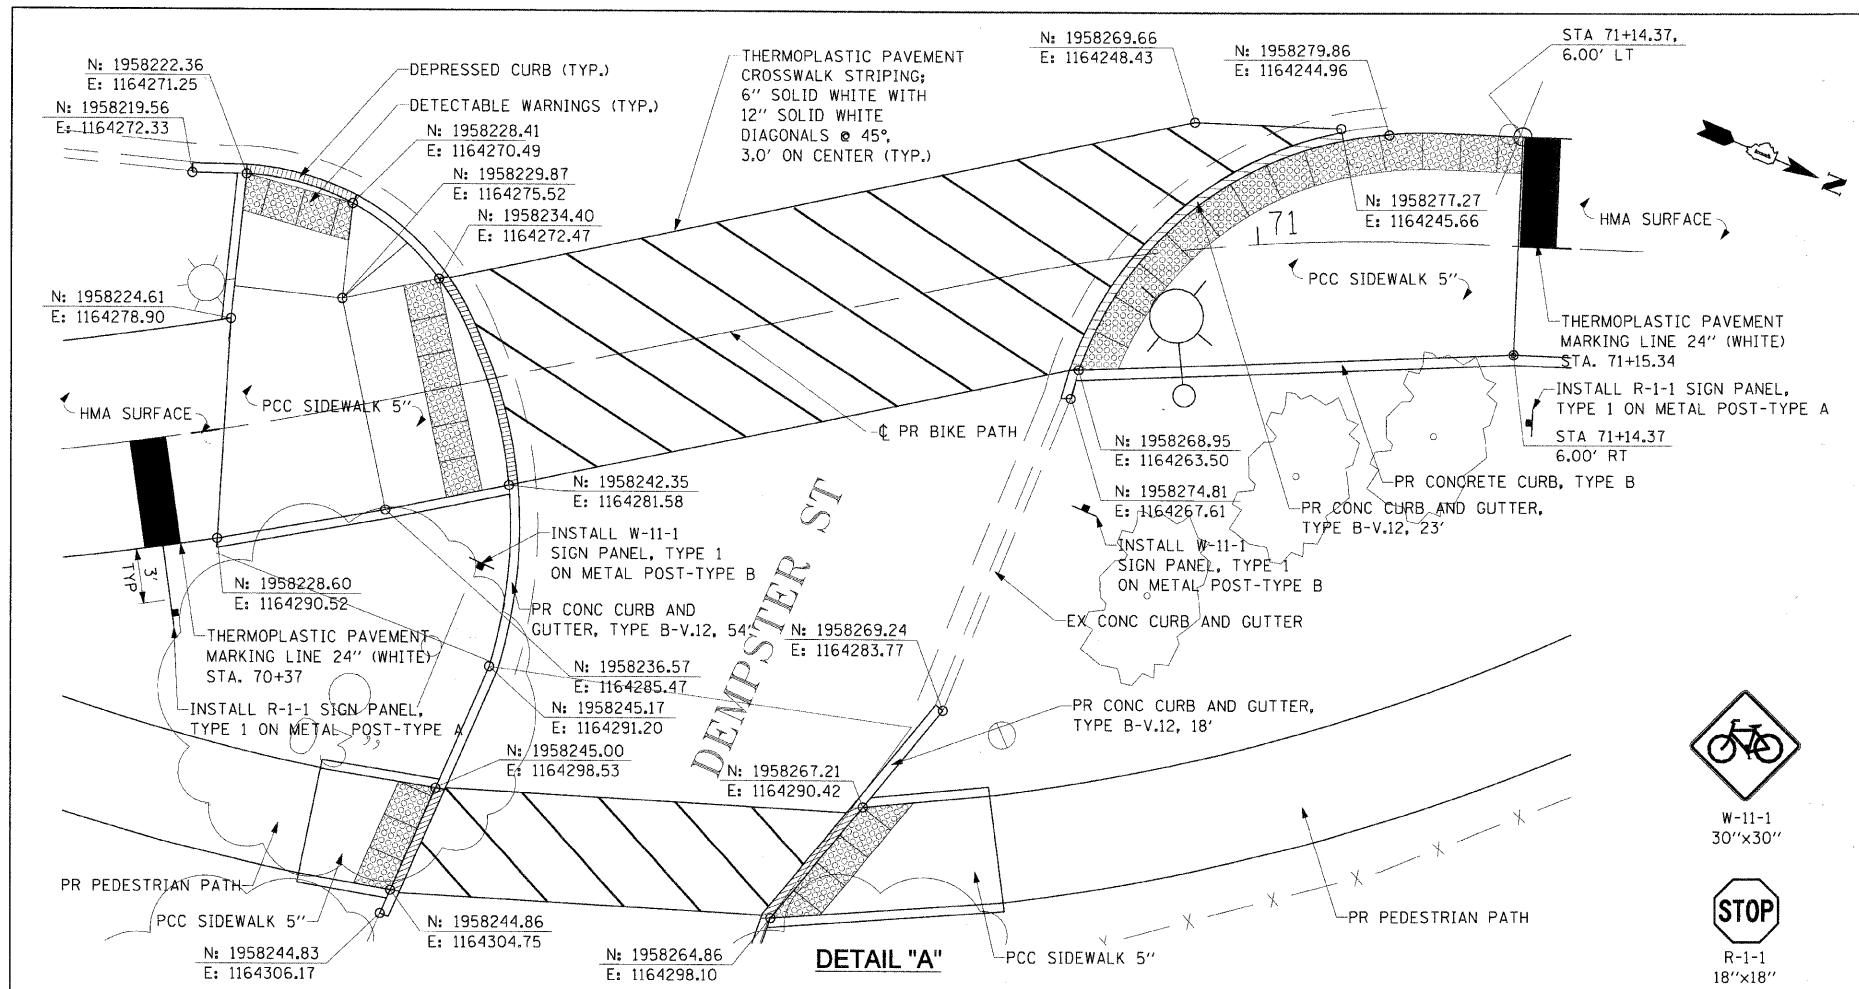 N: 1958222.36
E: 1164271.25
N: 1958219.56
E: 1164272.33
DEPRESSED CURB (TYP.)
DETECTABLE WARNINGS (TYP.)
N: 1958228.41
E: 1164270.49
N: 1958229.87
E: 1164275.52
N: 1958234.40
E: 1164272.47
THERMOPLASTIC PAVEMENT
CROSSWALK STRIPING;
6" SOLID WHITE WITH
12" SOLID WHITE
DIAGONALS @ 45°,
3.0' ON CENTER (TYP.)
N: 1958269.66
E: 1164248.43
N: 1958279.86
E: 1164244.96
STA 71+14.37,
6.00' LT
N
N: 1958277.27
E: 1164245.66
71
HMA SURFACE
PCC SIDEWALK 5"
N: 1958224.61
E: 1164278.90
THERMOPLASTIC PAVEMENT
MARKING LINE 24" (WHITE)
STA. 71+15.34
INSTALL R-1-1 SIGN PANEL,
TYPE 1 ON METAL POST-TYPE A
STA 71+14.37
6.00' RT
HMA SURFACE
PCC SIDEWALK 5"
℄ PR BIKE PATH
N: 1958268.95
E: 1164263.50
N: 1958274.81
E: 1164267.61
PR CONCRETE CURB, TYPE B
PR CONC CURB AND GUTTER,
TYPE B-V.12, 23'
N: 1958242.35
E: 1164281.58
INSTALL W-11-1
SIGN PANEL, TYPE 1
ON METAL POST-TYPE B
INSTALL W-11-1
SIGN PANEL, TYPE 1
ON METAL POST-TYPE B
3'
TYP
N: 1958228.60
E: 1164290.52
PR CONC CURB AND
GUTTER, TYPE B-V.12, 54'
DEMPSTER ST
EX CONC CURB AND GUTTER
THERMOPLASTIC PAVEMENT
MARKING LINE 24" (WHITE)
STA. 70+37
N: 1958269.24
E: 1164283.77
N: 1958236.57
E: 1164285.47
INSTALL R-1-1 SIGN PANEL,
TYPE 1 ON METAL POST-TYPE A
N: 1958245.17
E: 1164291.20
PR CONC CURB AND GUTTER,
TYPE B-V.12, 18'
N: 1958245.00
E: 1164298.53
N: 1958267.21
E: 1164290.42
W-11-1
30"x30"
PR PEDESTRIAN PATH
PCC SIDEWALK 5"
N: 1958244.86
E: 1164304.75
N: 1958244.83
E: 1164306.17
N: 1958264.86
E: 1164298.10
DETAIL "A"
PCC SIDEWALK 5"
PR PEDESTRIAN PATH
STOP
R-1-1
18"x18"